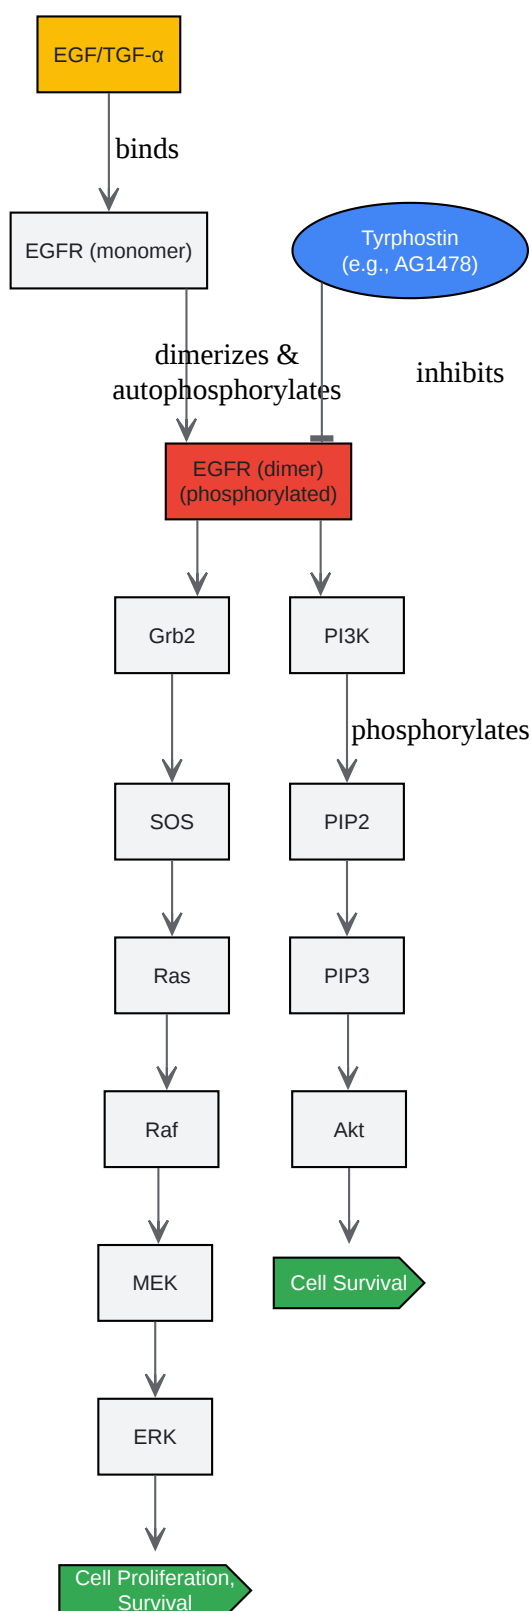 EGF/TGF-α
binds
EGFR (monomer)
Tyrphostin
(e.g., AG1478)
dimerizes &
autophosphorylates
inhibits
EGFR (dimer)
(phosphorylated)
Grb2
PI3K
phosphorylates
SOS
PIP2
Ras
PIP3
Raf
Akt
MEK
Cell Survival
ERK
Cell Proliferation,
Survival